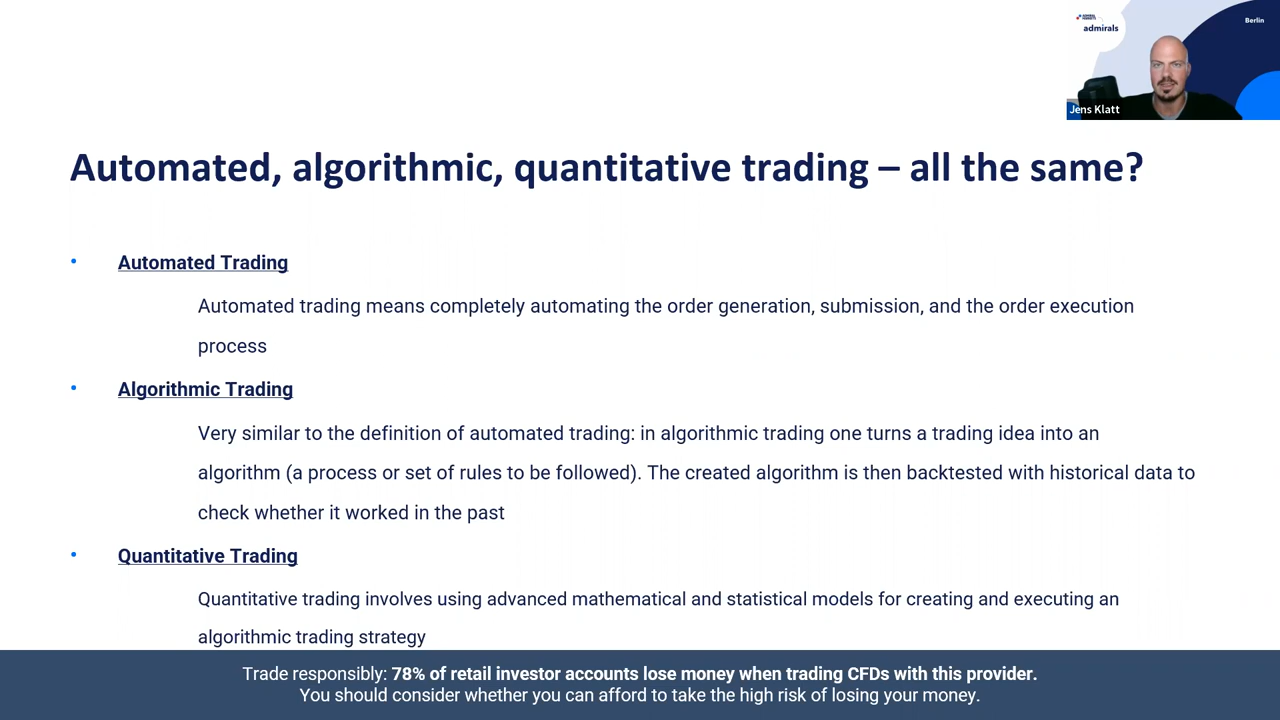 ADMIRAL MARKETS
admirals
Berlin
Jens Klatt
Automated, algorithmic, quantitative trading – all the same?
• Automated Trading
Automated trading means completely automating the order generation, submission, and the order execution
process
• Algorithmic Trading
Very similar to the definition of automated trading: in algorithmic trading one turns a trading idea into an
algorithm (a process or set of rules to be followed). The created algorithm is then backtested with historical data to
check whether it worked in the past
• Quantitative Trading
Quantitative trading involves using advanced mathematical and statistical models for creating and executing an
algorithmic trading strategy
Trade responsibly: 78% of retail investor accounts lose money when trading CFDs with this provider.
You should consider whether you can afford to take the high risk of losing your money.